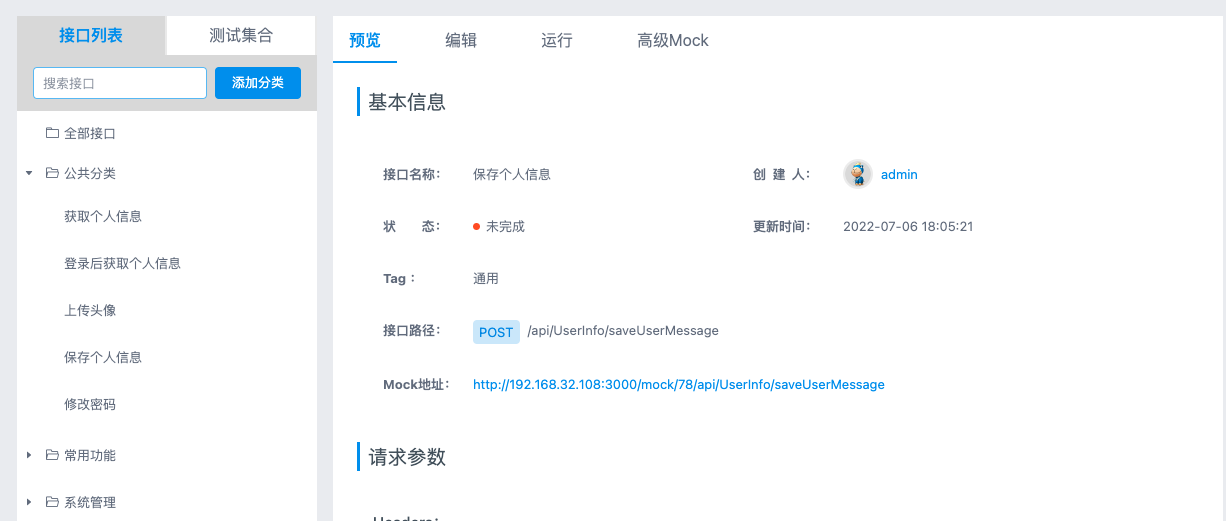 接口列表
测试集合
搜索接口
添加分类
全部接口
公共分类
获取个人信息
登录后获取个人信息
上传头像
保存个人信息
修改密码
常用功能
系统管理
预览
编辑
运行
高级Mock
基本信息
接口名称: 保存个人信息
创 建 人: admin
状 态: 未完成
更新时间: 2022-07-06 18:05:21
Tag : 通用
接口路径: POST /api/UserInfo/saveUserMessage
Mock地址: http://192.168.32.108:3000/mock/78/api/UserInfo/saveUserMessage
请求参数
Headers: